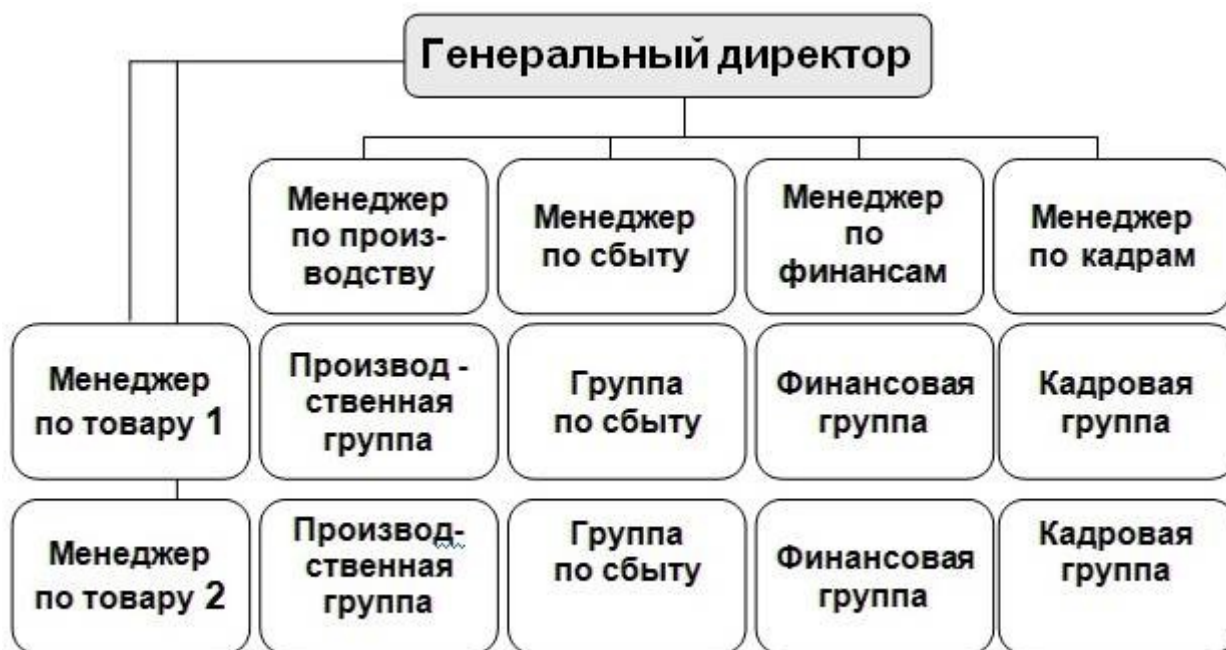 Генеральный директор
Менеджер
по произ-
водству
Менеджер
по сбыту
Менеджер
по
финансам
Менеджер
по кадрам
Менеджер
по товару 1
Производ -
ственная
группа
Группа
по сбыту
Финансовая
группа
Кадровая
группа
Менеджер
по товару 2
Производ-
ственная
группа
Группа
по сбыту
Финансовая
группа
Кадровая
группа